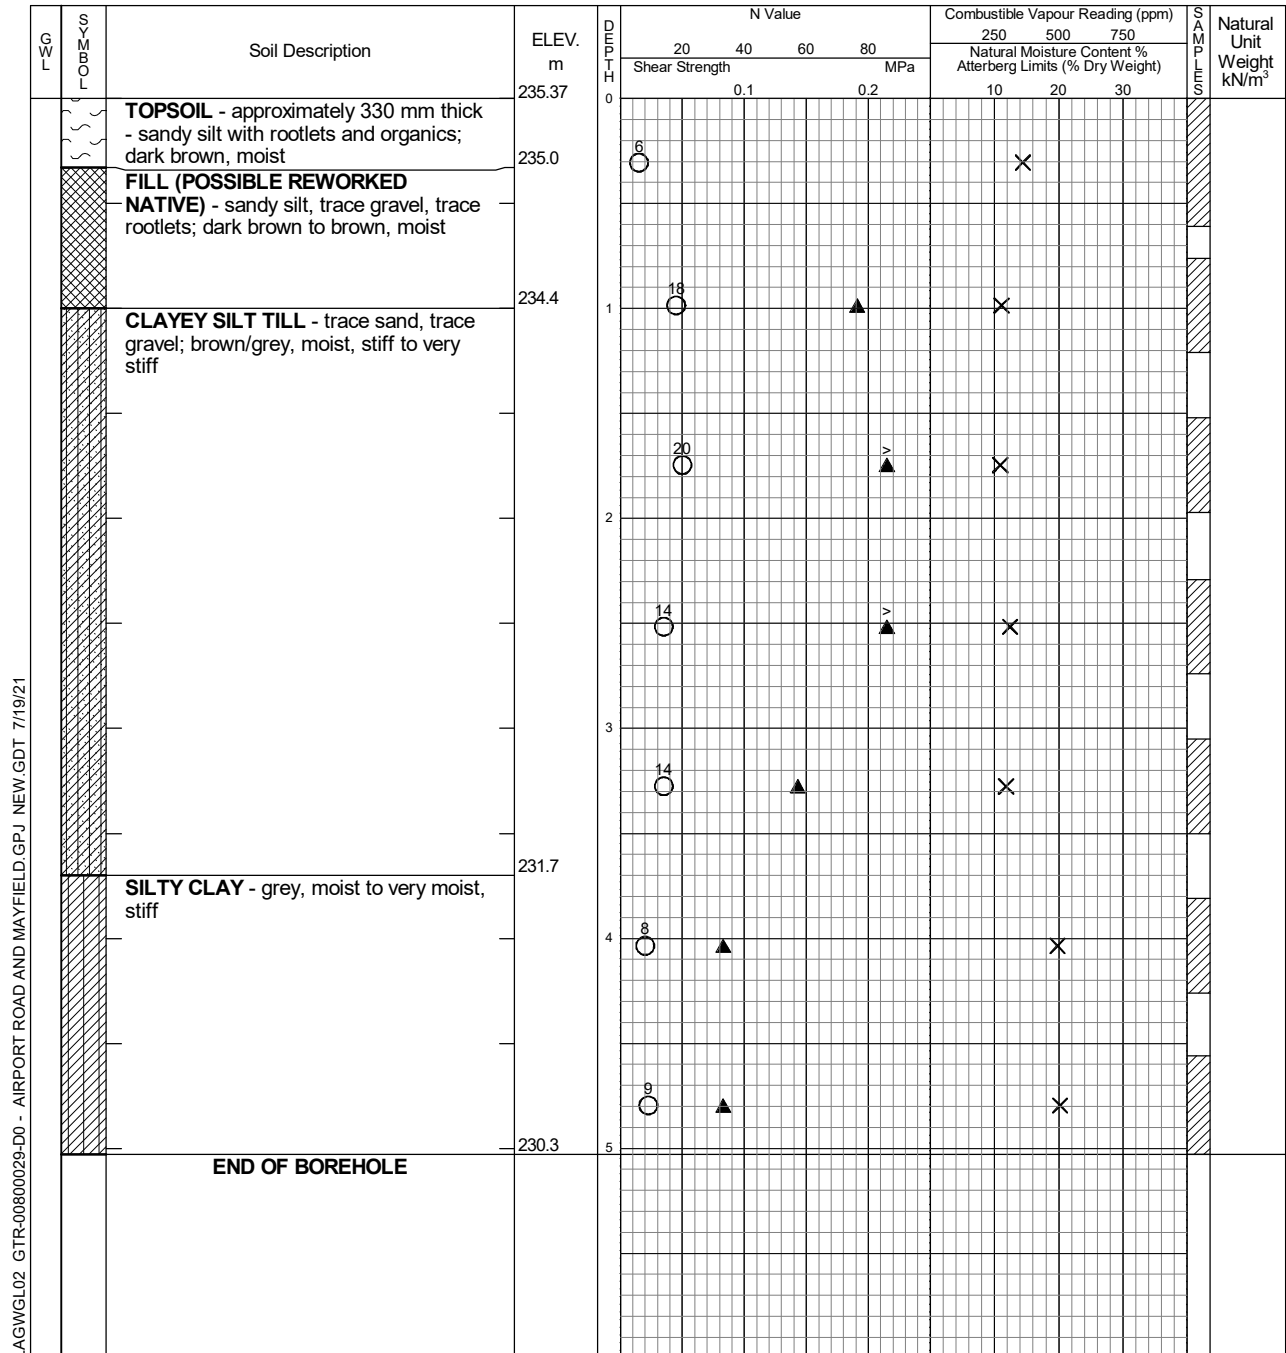 GWL
SYMBOL
Soil Description
ELEV.
m
DEPTH
N Value
20 40 60 80
Shear Strength MPa
0.1 0.2
Combustible Vapour Reading (ppm)
250 500 750
Natural Moisture Content %
Atterberg Limits (% Dry Weight)
10 20 30
SAMPLES
Natural
Unit
Weight
kN/m³
235.37
0
TOPSOIL - approximately 330 mm thick
- sandy silt with rootlets and organics;
dark brown, moist
235.0
6
FILL (POSSIBLE REWORKED
NATIVE) - sandy silt, trace gravel, trace
rootlets; dark brown to brown, moist
234.4
1
18
CLAYEY SILT TILL - trace sand, trace
gravel; brown/grey, moist, stiff to very
stiff
20
>
2
14
>
3
14
231.7
SILTY CLAY - grey, moist to very moist,
stiff
8
4
9
230.3
5
END OF BOREHOLE
AGWGL02 GTR-00800029-D0 - AIRPORT ROAD AND MAYFIELD.GPJ NEW.GDT 7/19/21